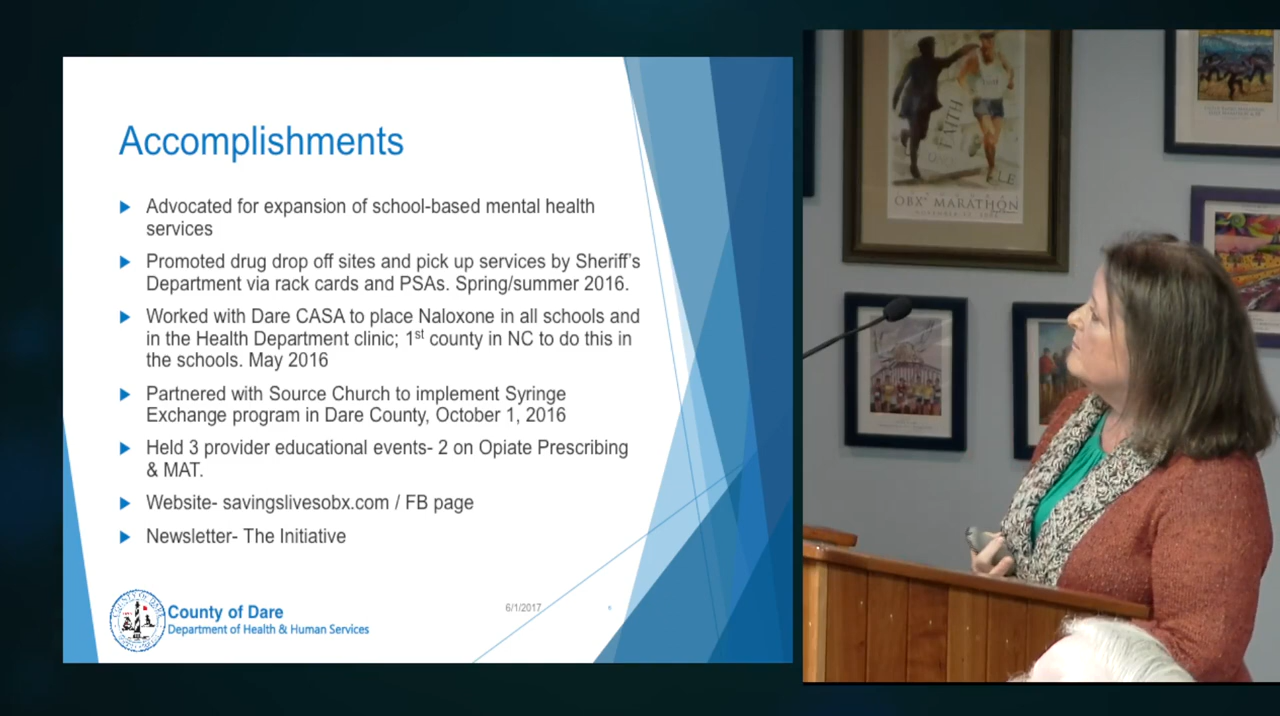 Accomplishments
Advocated for expansion of school-based mental health
services
Promoted drug drop off sites and pick up services by Sheriff's
Department via rack cards and PSAs. Spring/summer 2016.
Worked with Dare CASA to place Naloxone in all schools and
in the Health Department clinic; 1st county in NC to do this in
the schools. May 2016
Partnered with Source Church to implement Syringe
Exchange program in Dare County, October 1, 2016
Held 3 provider educational events- 2 on Opiate Prescribing
& MAT.
Website- savingslivesobx.com / FB page
Newsletter- The Initiative
County of Dare
Department of Health & Human Services
6/1/2017
FAITH
OBX MARATHON